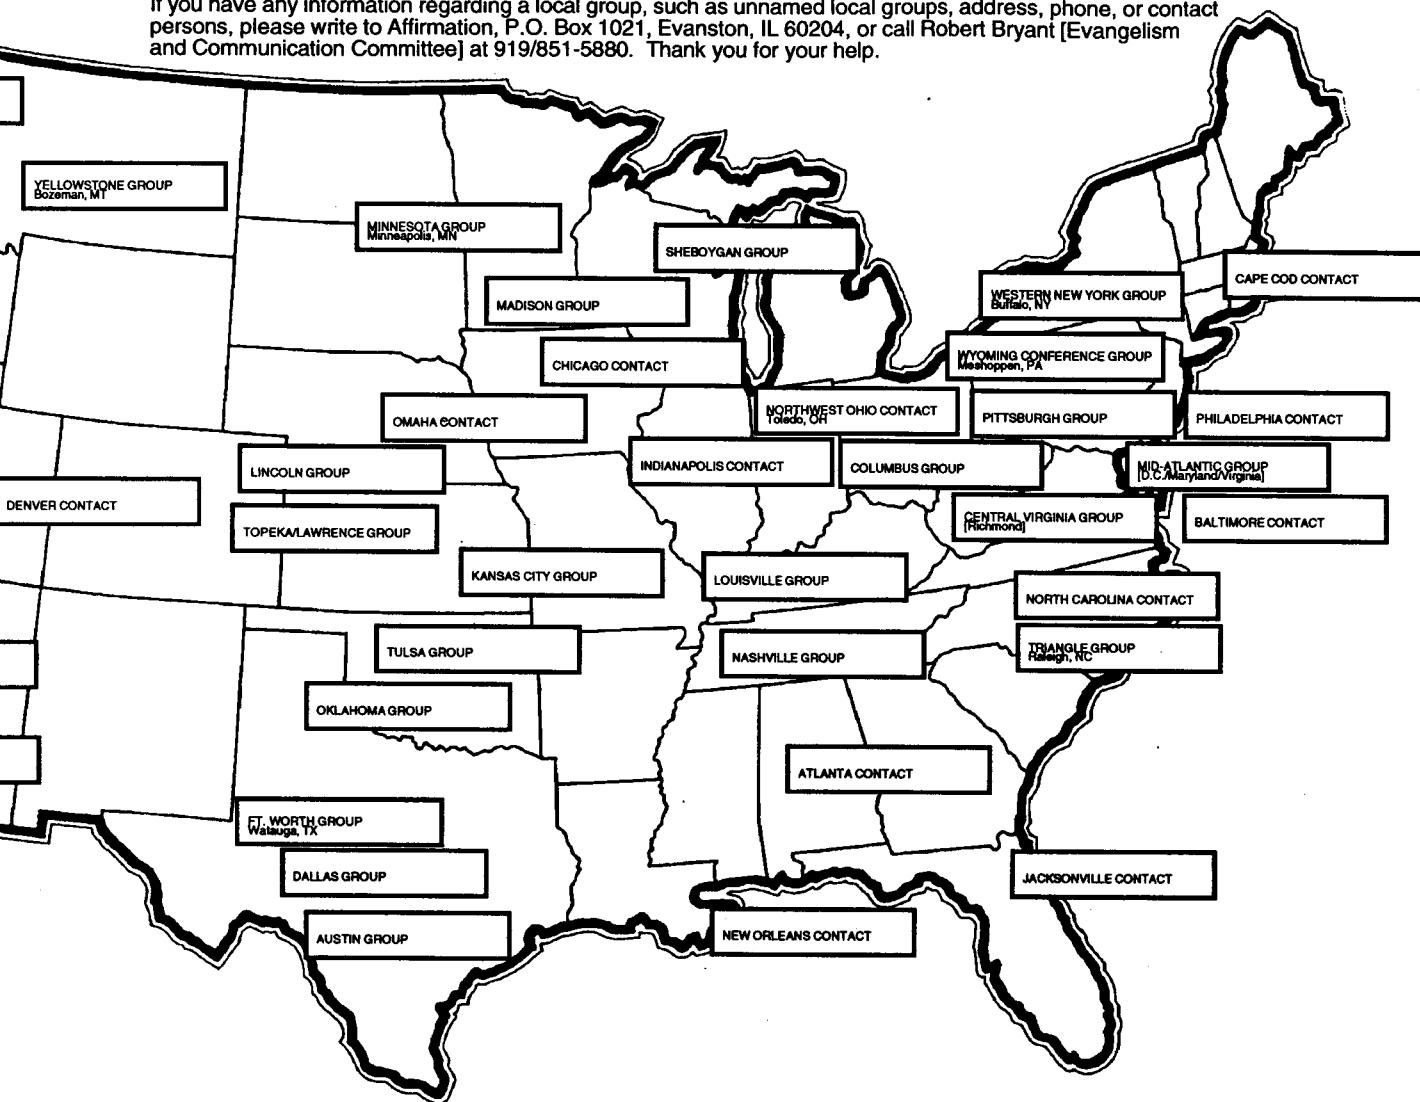 If you have any information regarding a local group, such as unnamed local groups, address, phone, or contact
persons, please write to Affirmation, P.O. Box 1021, Evanston, IL 60204, or call Robert Bryant [Evangelism
and Communication Committee] at 919/851-5880.  Thank you for your help.
YELLOWSTONE GROUP
Bozeman, MT
MINNESOTA GROUP
Minneapolis, MN
SHEBOYGAN GROUP
CAPE COD CONTACT
WESTERN NEW YORK GROUP
Buffalo, NY
MADISON GROUP
WYOMING CONFERENCE GROUP
Meshoppen, PA
CHICAGO CONTACT
NORTHWEST OHIO CONTACT
Toledo, OH
PITTSBURGH GROUP
PHILADELPHIA CONTACT
OMAHA CONTACT
LINCOLN GROUP
INDIANAPOLIS CONTACT
COLUMBUS GROUP
MID-ATLANTIC GROUP
[D.C./Maryland/Virginia]
DENVER CONTACT
TOPEKA/LAWRENCE GROUP
CENTRAL VIRGINIA GROUP
[Richmond]
BALTIMORE CONTACT
KANSAS CITY GROUP
LOUISVILLE GROUP
NORTH CAROLINA CONTACT
TULSA GROUP
NASHVILLE GROUP
TRIANGLE GROUP
Raleigh, NC
OKLAHOMA GROUP
ATLANTA CONTACT
FT. WORTH GROUP
Watauga, TX
DALLAS GROUP
JACKSONVILLE CONTACT
AUSTIN GROUP
NEW ORLEANS CONTACT